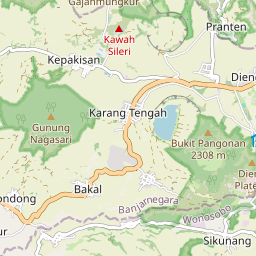 Gajahmungkur
Pranten
Kawah
Sileri
Kepakisan
Dieng
Karang Tengah
Gunung
Nagasari
Bukit Pangonan
2308 m
Dien
Plate
Bakal
ondong
Banjarnegara
Wonosobo
ur
Sikunang